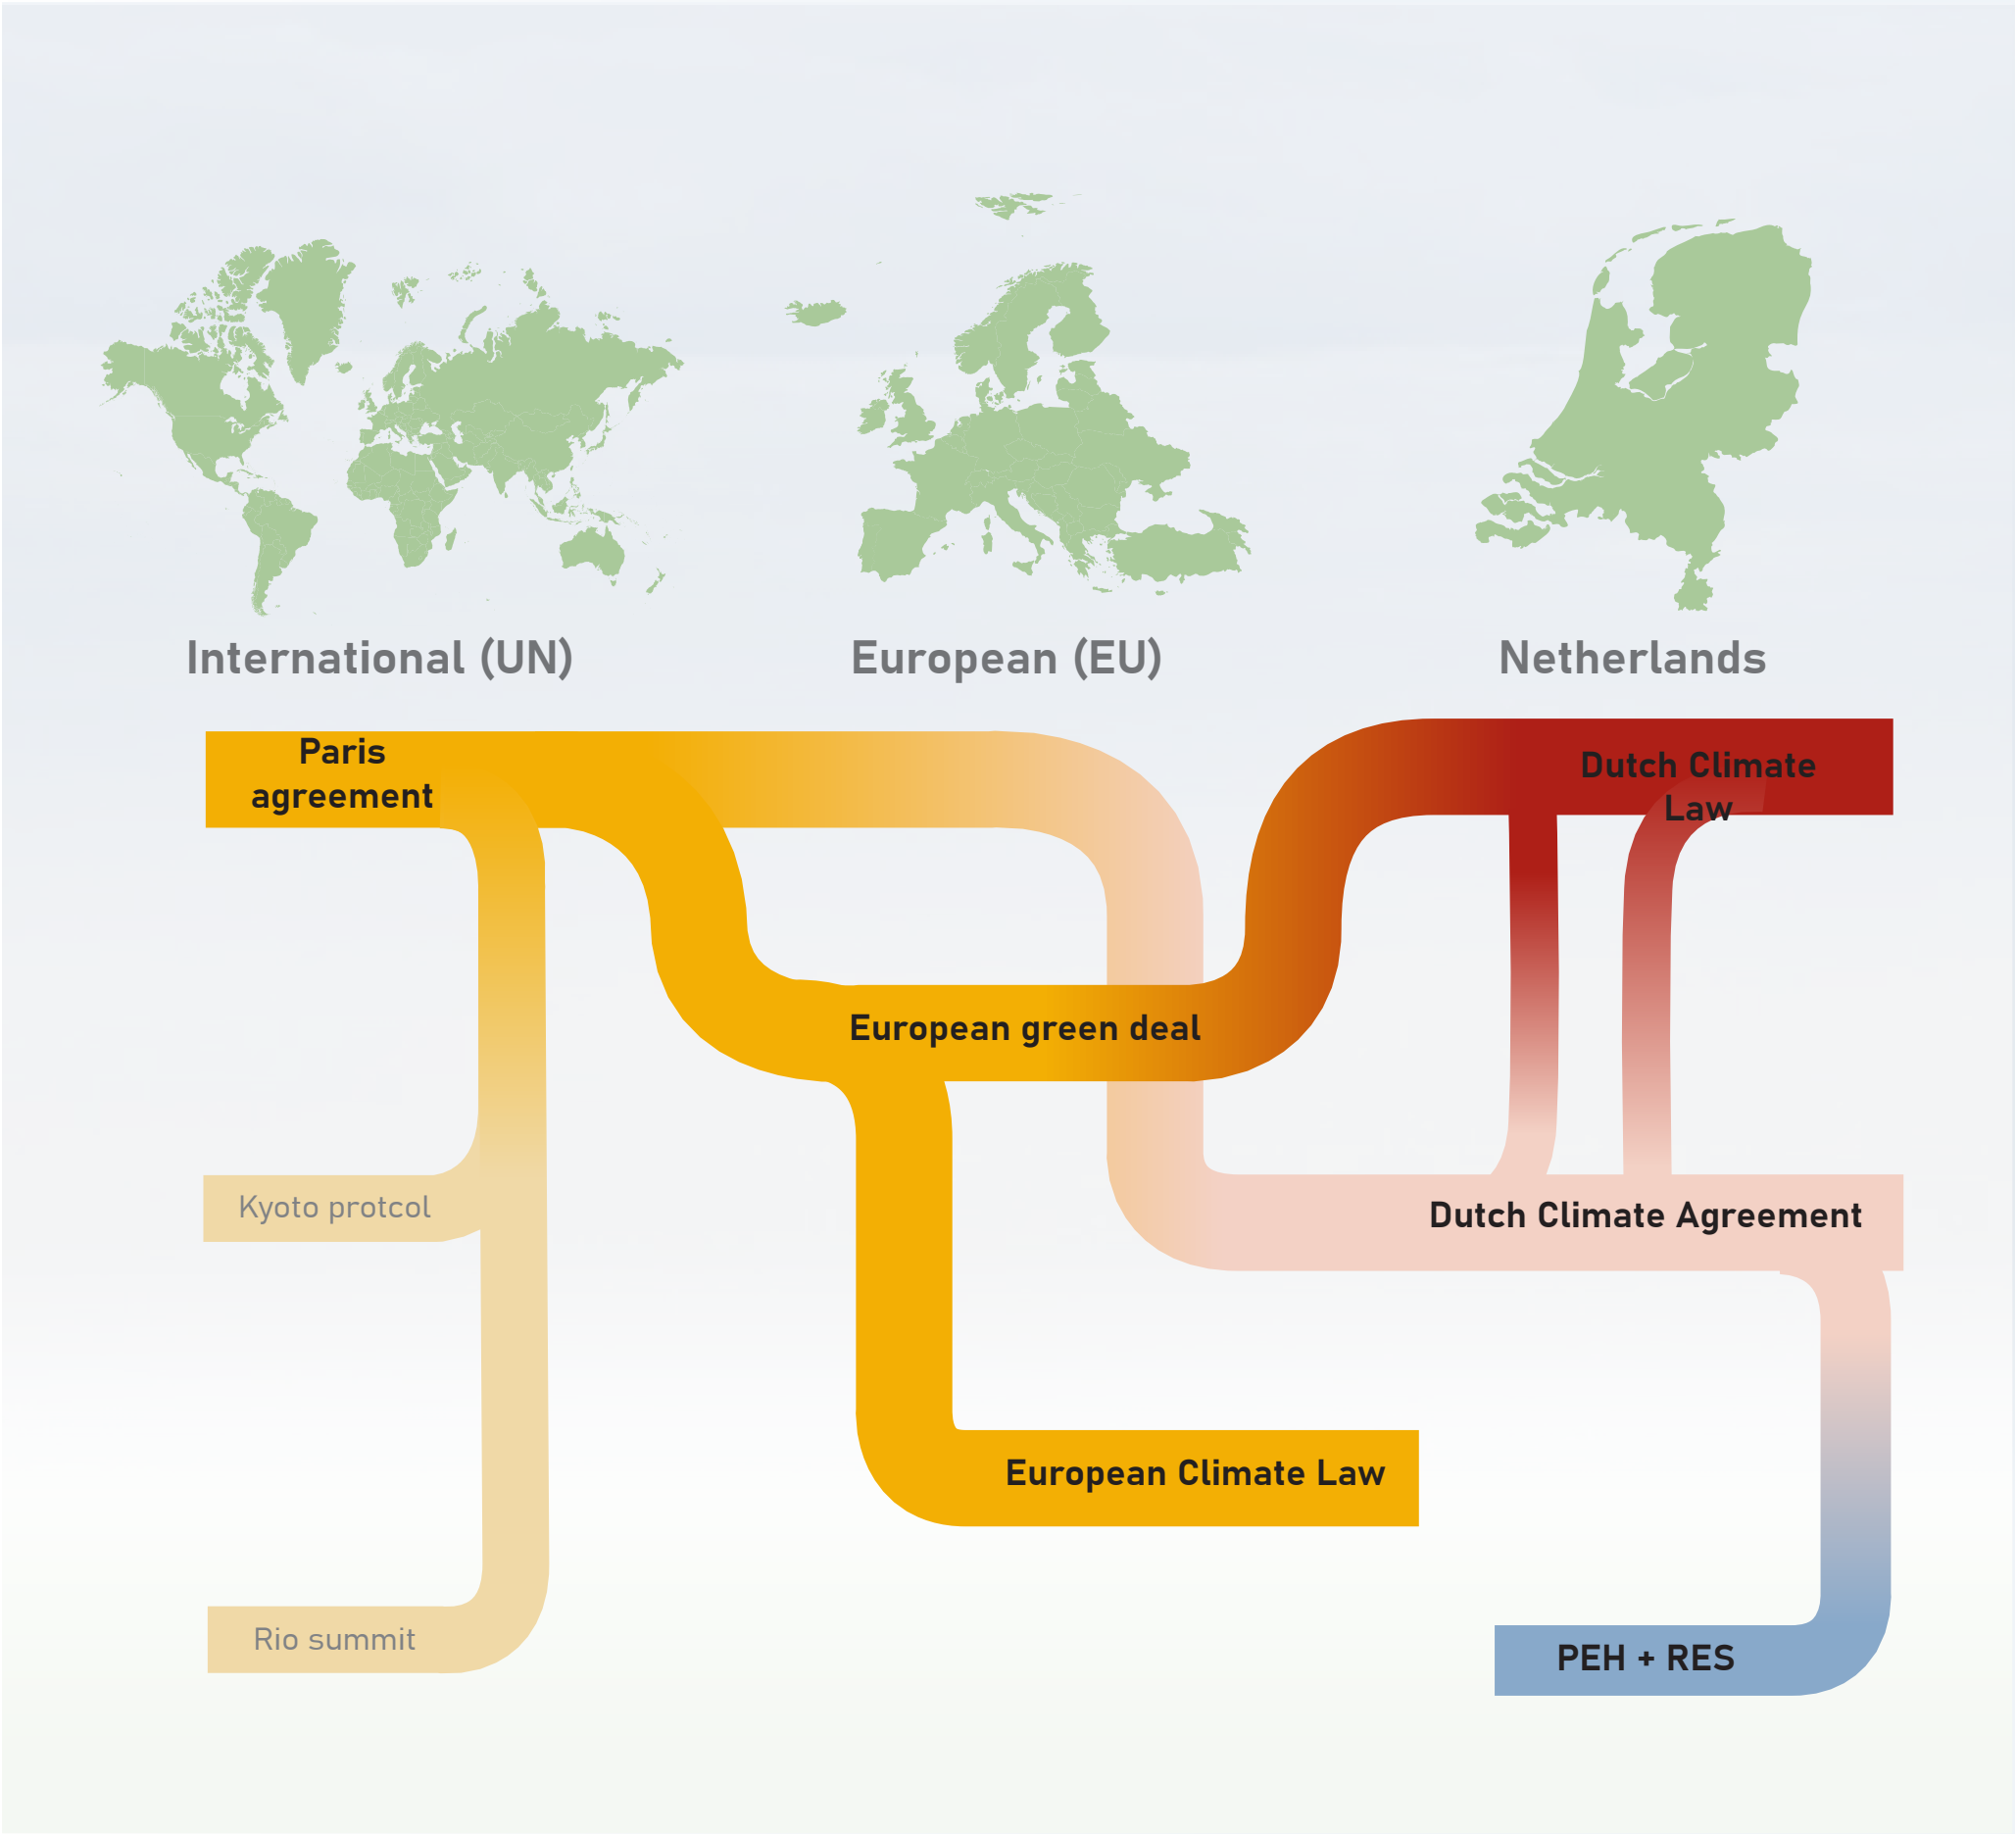 International (UN)
European (EU)
Netherlands
Paris
agreement
Dutch Climate
Law
European green deal
Kyoto protcol
Dutch Climate Agreement
European Climate Law
Rio summit
PEH + RES